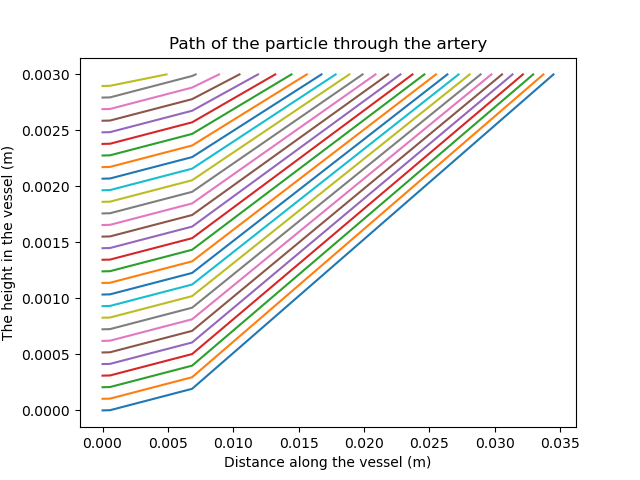 Path of the particle through the artery
0.0030
0.0025
0.0020
0.0015
0.0010
0.0005
0.0000
The height in the vessel (m)
0.000 0.005 0.010 0.015 0.020 0.025 0.030 0.035
Distance along the vessel (m)